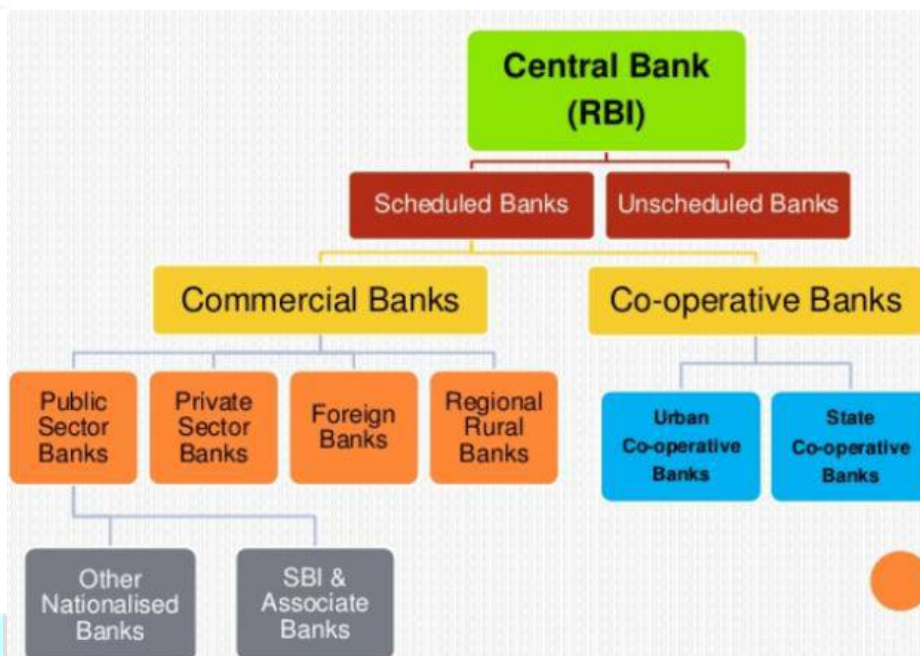 Central Bank
(RBI)
Scheduled Banks
Unscheduled Banks
Commercial Banks
Co-operative Banks
Public
Sector
Banks
Private
Sector
Banks
Foreign
Banks
Regional
Rural
Banks
Urban
Co-operative
Banks
State
Co-operative
Banks
Other
Nationalised
Banks
SBI &
Associate
Banks